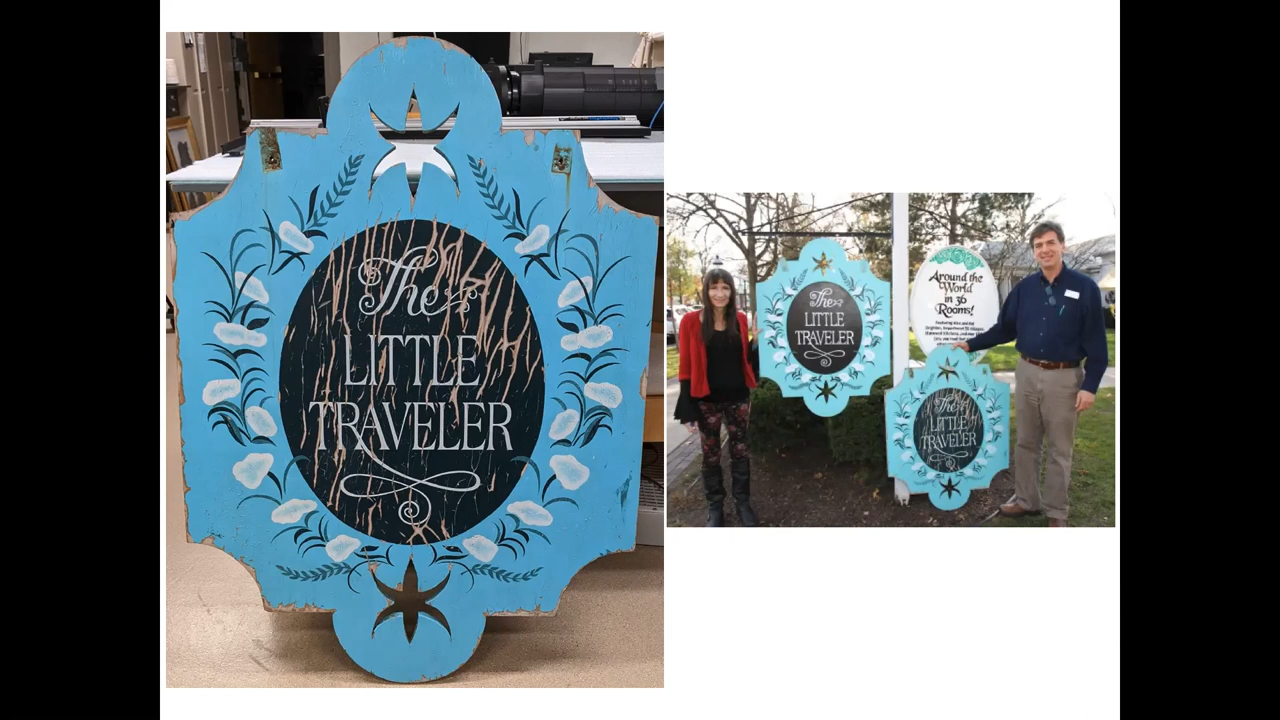 The
LITTLE
TRAVELER
The
LITTLE
TRAVELER
Around the
World
in 36
Rooms!
The
LITTLE
TRAVELER